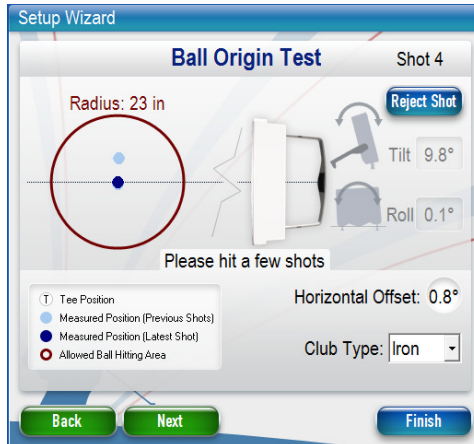 Setup Wizard
Ball Origin Test
Shot 4
Radius: 23 in
Reject Shot
Tilt 9.8°
Roll 0.1°
Please hit a few shots
T Tee Position
Measured Position (Previous Shots)
Measured Position (Latest Shot)
Allowed Ball Hitting Area
Horizontal Offset: 0.8°
Club Type: Iron
Back
Next
Finish